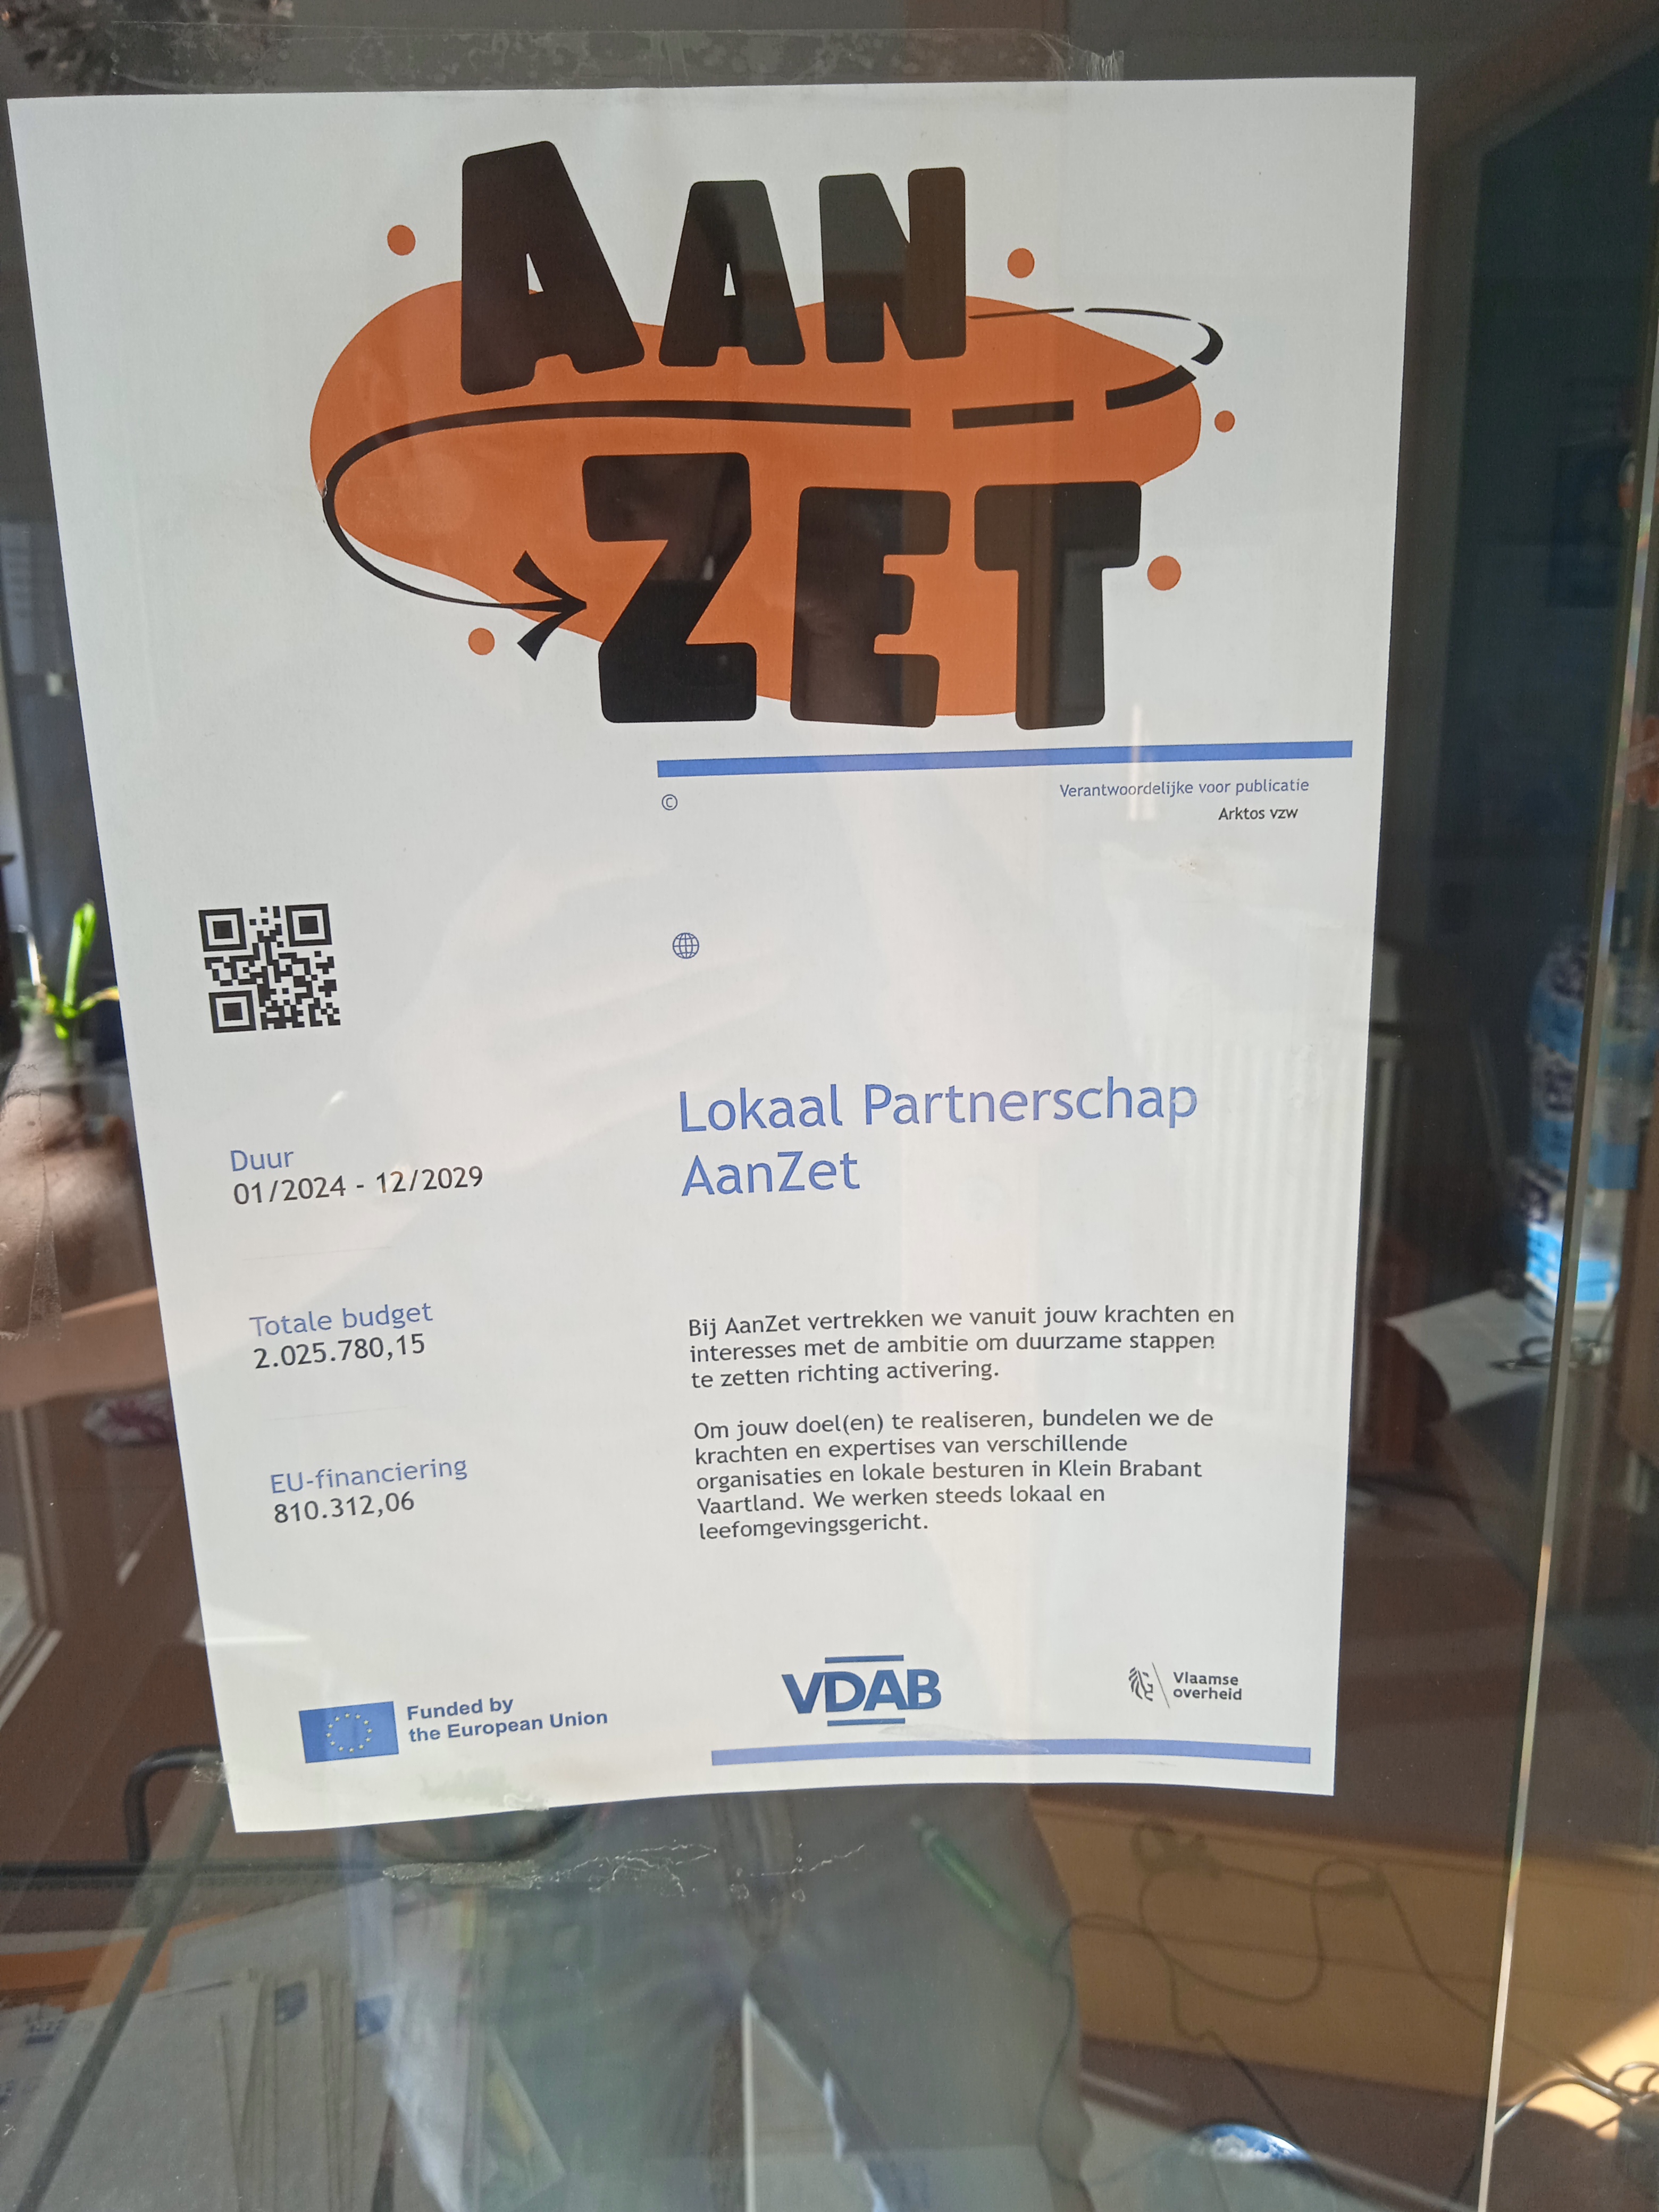 AAN
ZET
©
Verantwoordelijke voor publicatie
Arktos vzw
Lokaal Partnerschap
AanZet
Duur
01/2024 - 12/2029
Totale budget
2.025.780,15
EU-financiering
810.312,06
Bij AanZet vertrekken we vanuit jouw krachten en
interesses met de ambitie om duurzame stappen
te zetten richting activering.
Om jouw doel(en) te realiseren, bundelen we de
krachten en expertises van verschillende
organisaties en lokale besturen in Klein Brabant
Vaartland. We werken steeds lokaal en
leefomgevingsgericht.
Funded by
the European Union
VDAB
Vlaamse
overheid